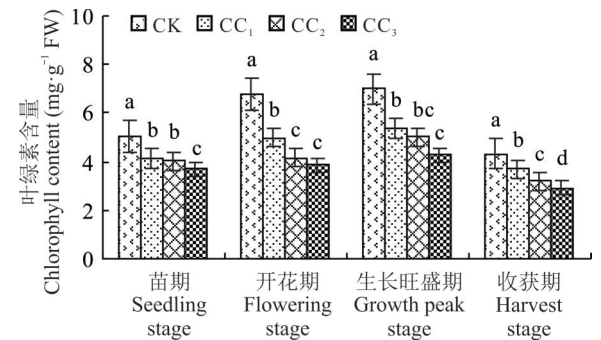 10
CK CC₁ CC₂ CC₃
8
6
4
2
0
叶绿素含量
Chlorophyll content (mg·g⁻¹ FW)
a b b c
a b c c
a b bc c
a b c d
苗期 开花期 生长旺盛期 收获期
Seedling Flowering Growth peak Harvest
stage stage stage stage